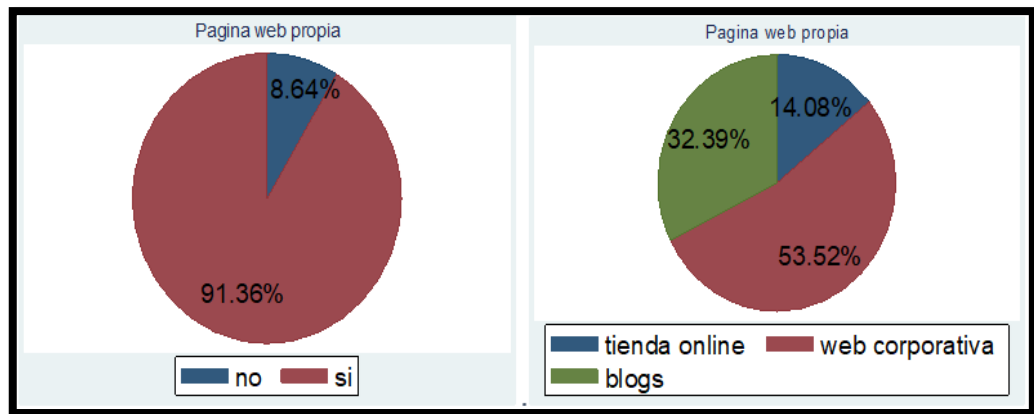 Pagina web propia
8.64%
91.36%
no si
Pagina web propia
14.08%
32.39%
53.52%
tienda online web corporativa
blogs